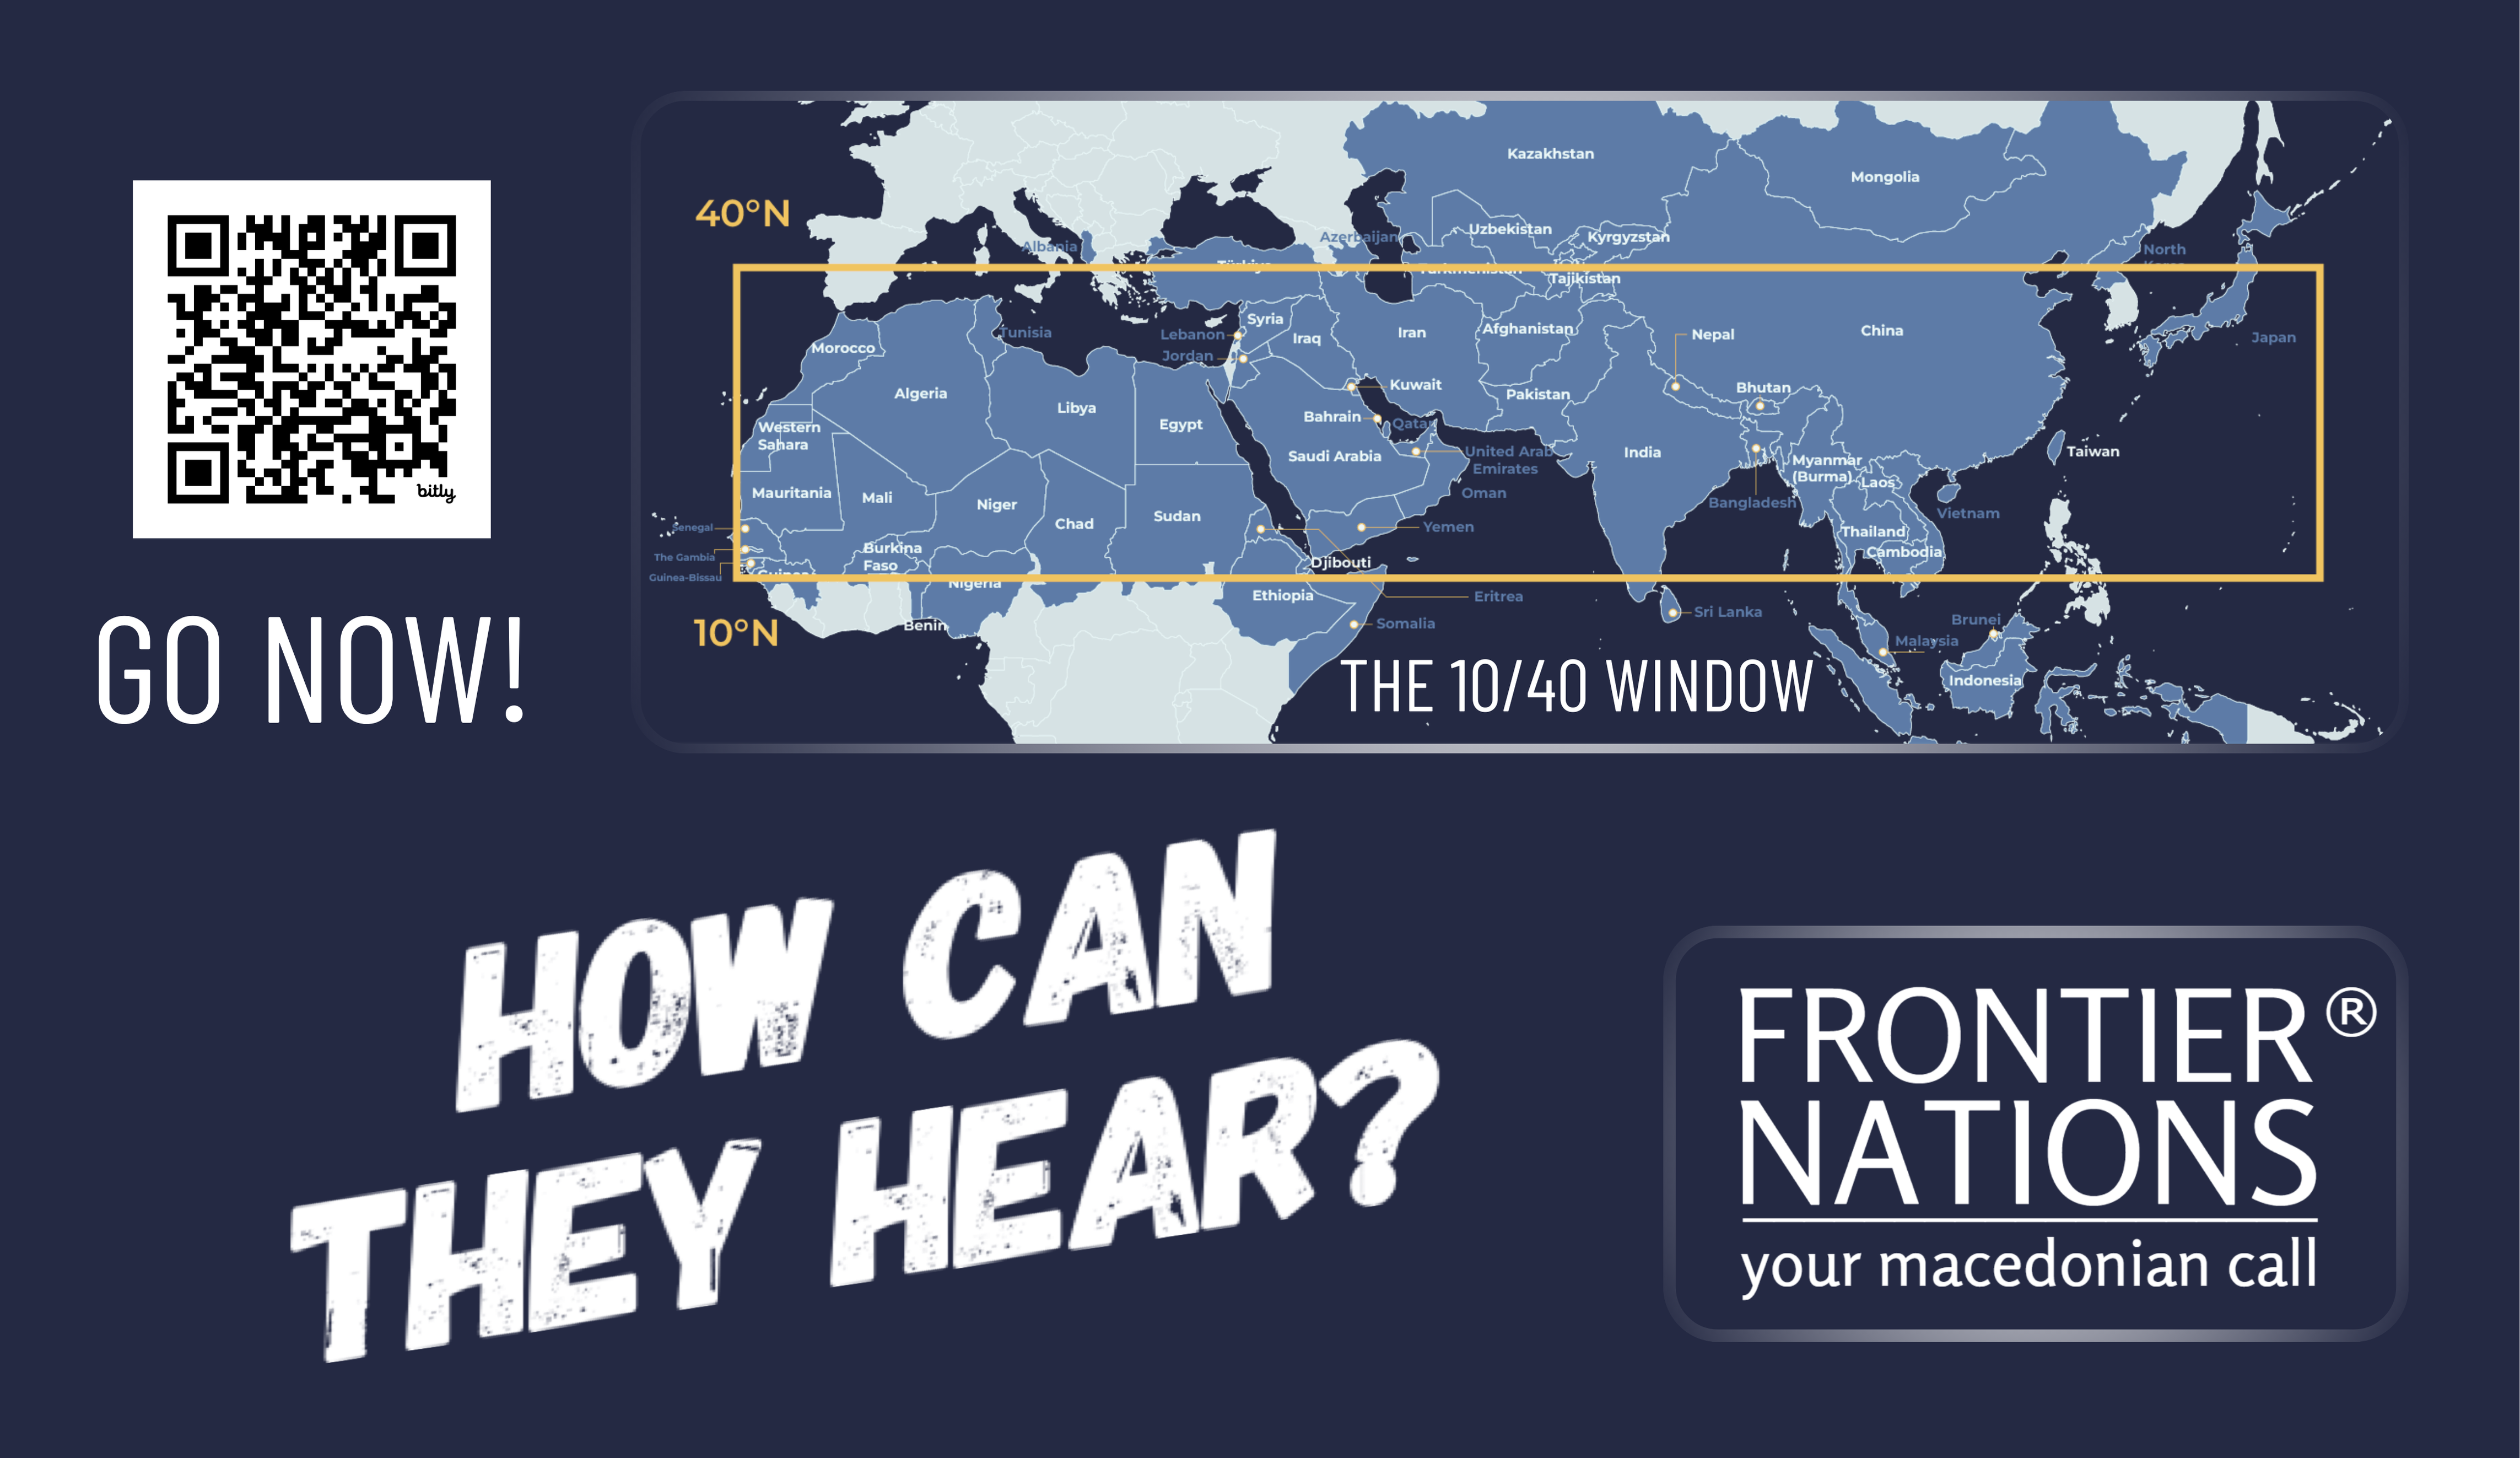 bitly
GO NOW!
40°N
10°N
Kazakhstan
Mongolia
Uzbekistan
Kyrgyzstan
Azerbaijan
Albania
North
Türkiye
Turkmenistan
Tajikistan
Syria
Tunisia
Lebanon
Iraq
Iran
Afghanistan
Nepal
China
Japan
Morocco
Jordan
Algeria
Kuwait
Pakistan
Bhutan
Libya
Egypt
Bahrain
Qatar
Western
Sahara
Saudi Arabia
United Arab
Emirates
India
Taiwan
Myanmar
(Burma)
Laos
Mauritania
Mali
Niger
Oman
Bangladesh
Vietnam
Chad
Sudan
Yemen
Senegal
Thailand
The Gambia
Burkina
Faso
Djibouti
Cambodia
Guinea-Bissau
Guinea
Nigeria
Ethiopia
Eritrea
Benin
Somalia
Sri Lanka
Brunei
Malaysia
Indonesia
THE 10/40 WINDOW
HOW CAN
THEY HEAR?
FRONTIER®
NATIONS
your macedonian call